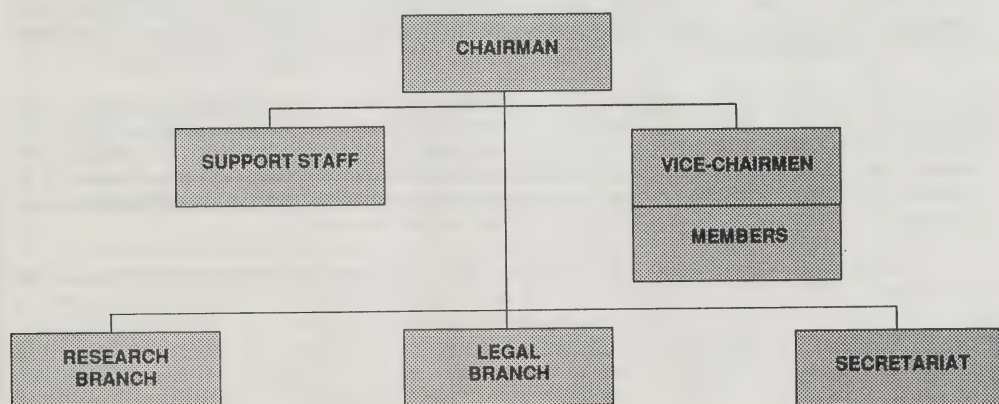 CHAIRMAN
SUPPORT STAFF
VICE-CHAIRMEN
MEMBERS
RESEARCH
BRANCH
LEGAL
BRANCH
SECRETARIAT